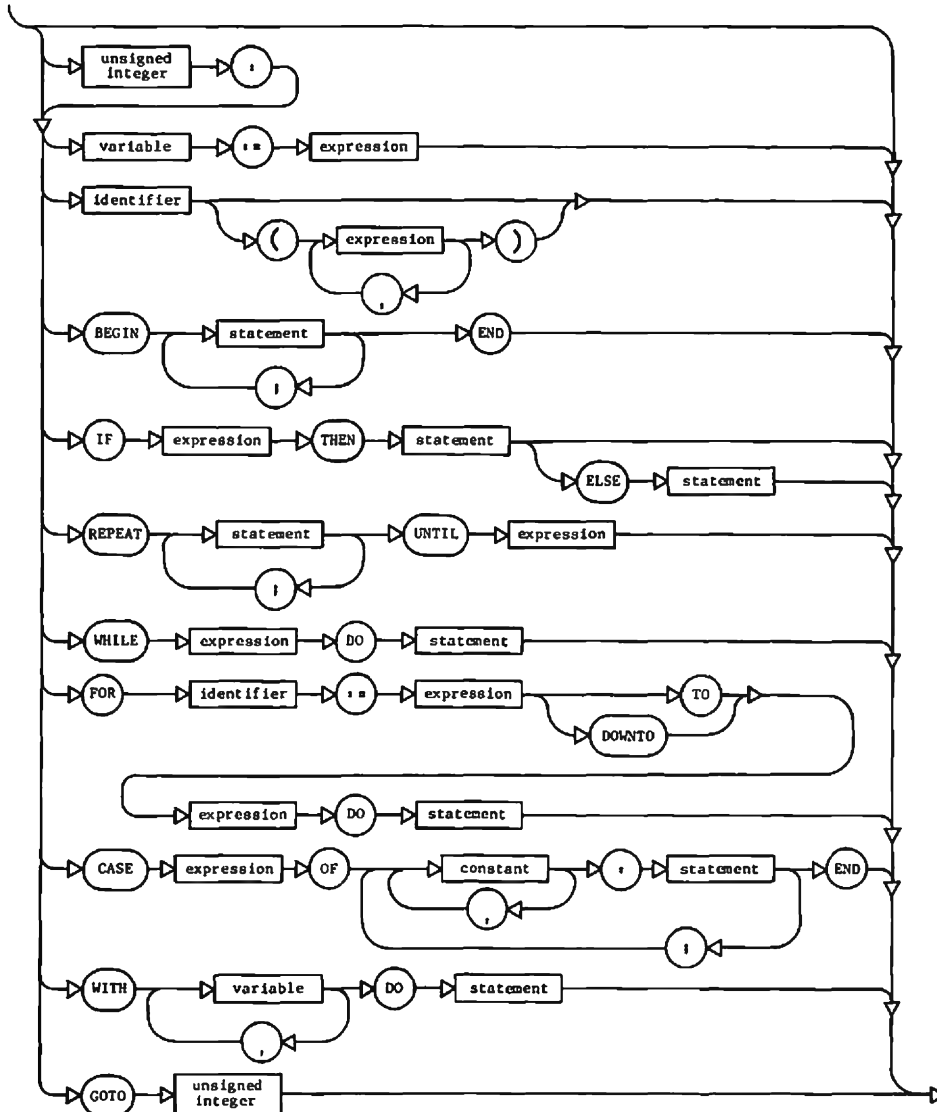 unsigned integer :
variable := expression
identifier
( expression )
,
BEGIN statement END
;
IF expression THEN statement
ELSE statement
REPEAT statement UNTIL expression
;
WHILE expression DO statement
FOR identifier := expression TO
DOWNTO
expression DO statement
CASE expression OF constant : statement END
,
;
WITH variable DO statement
,
GOTO unsigned integer